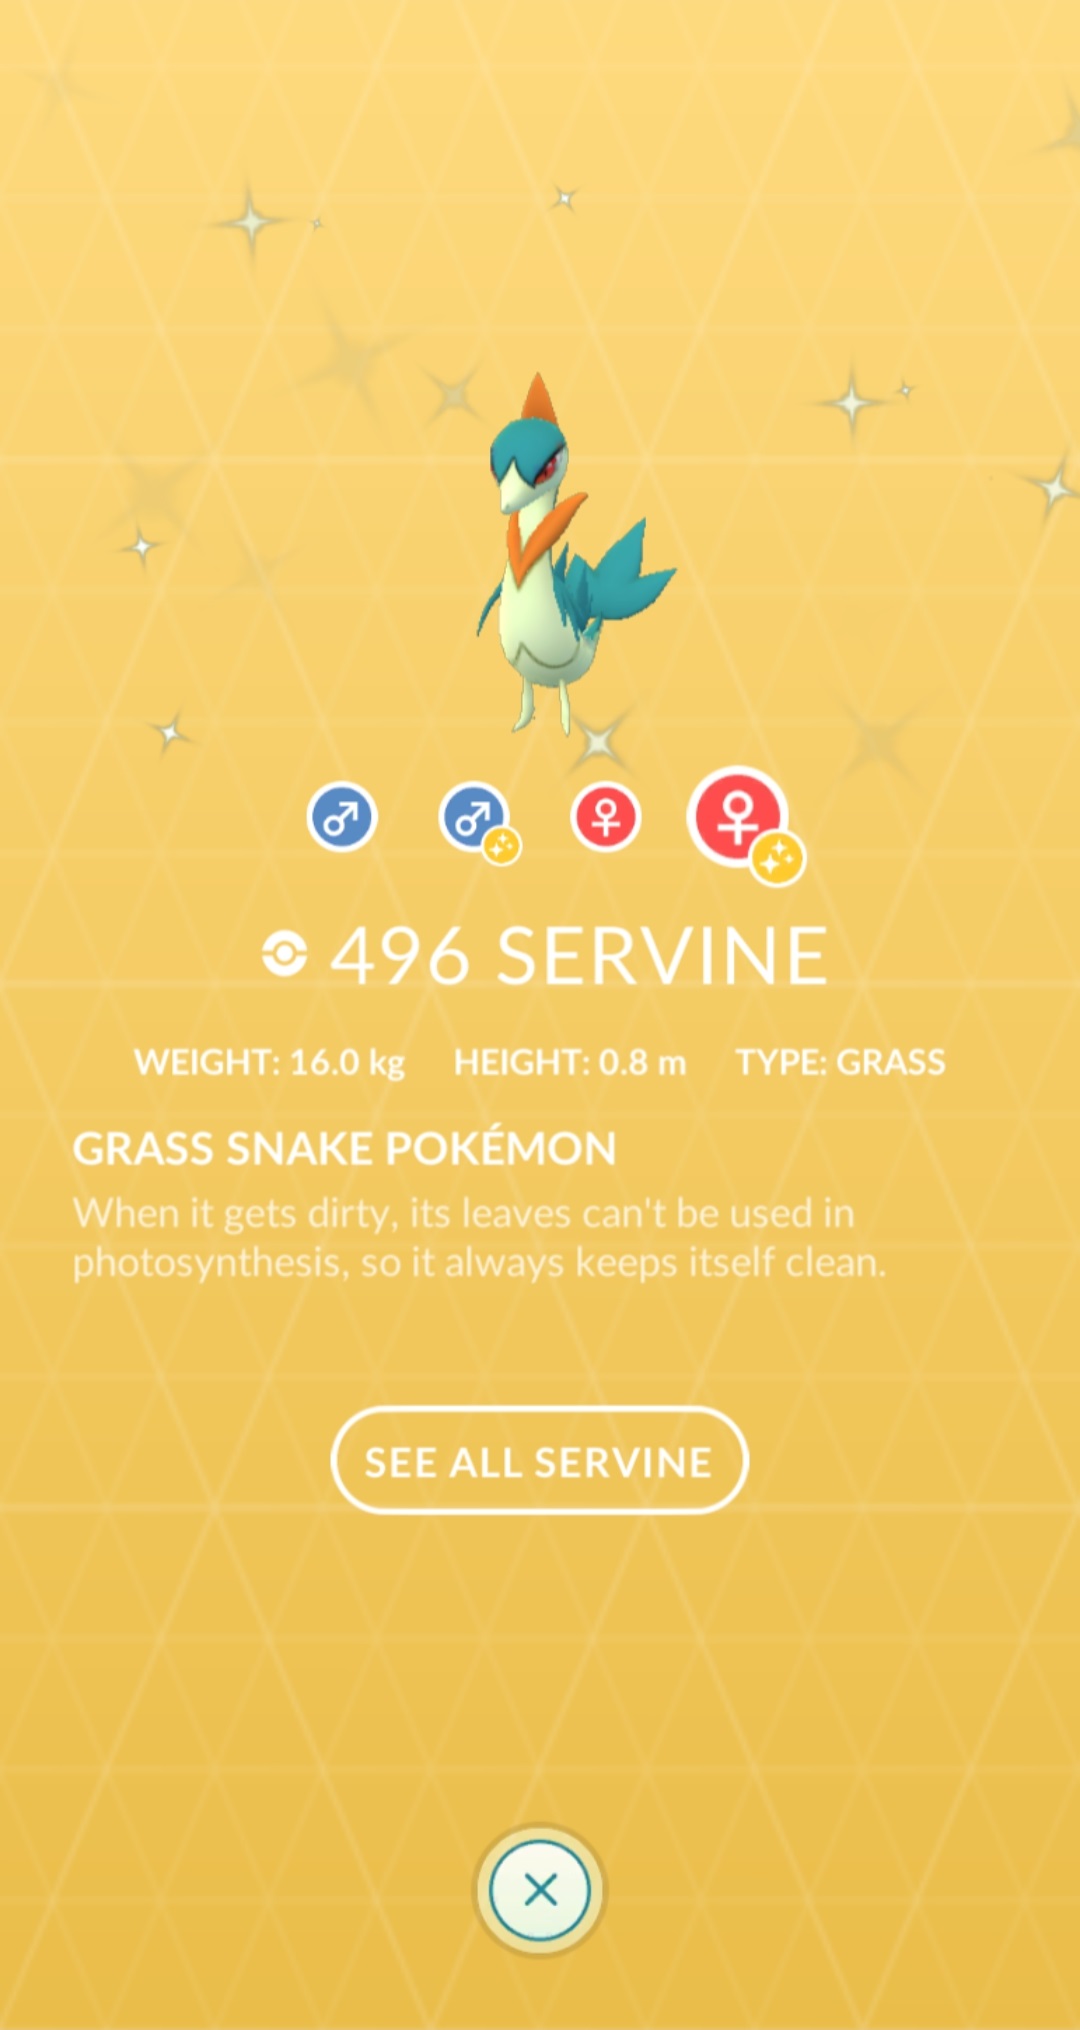 496 SERVINE
WEIGHT: 16.0 kg HEIGHT: 0.8 m TYPE: GRASS
GRASS SNAKE POKÉMON
When it gets dirty, its leaves can't be used in
photosynthesis, so it always keeps itself clean.
SEE ALL SERVINE